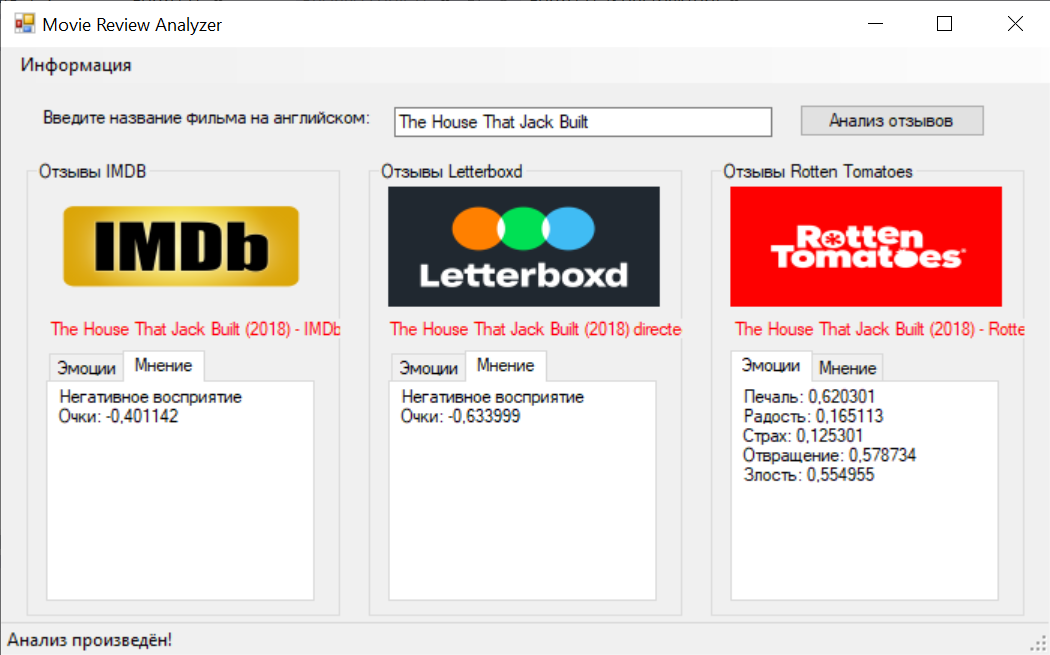 Movie Review Analyzer
Информация
Введите название фильма на английском:
The House That Jack Built
Анализ отзывов
Отзывы IMDB
IMDb
The House That Jack Built (2018) - IMDb
Эмоции
Мнение
Негативное восприятие
Очки: -0,401142
Отзывы Letterboxd
Letterboxd
The House That Jack Built (2018) directe
Эмоции
Мнение
Негативное восприятие
Очки: -0,633999
Отзывы Rotten Tomatoes
Rotten
Tomatoes
The House That Jack Built (2018) - Rotte
Эмоции
Мнение
Печаль: 0,620301
Радость: 0,165113
Страх: 0,125301
Отвращение: 0,578734
Злость: 0,554955
Анализ произведён!